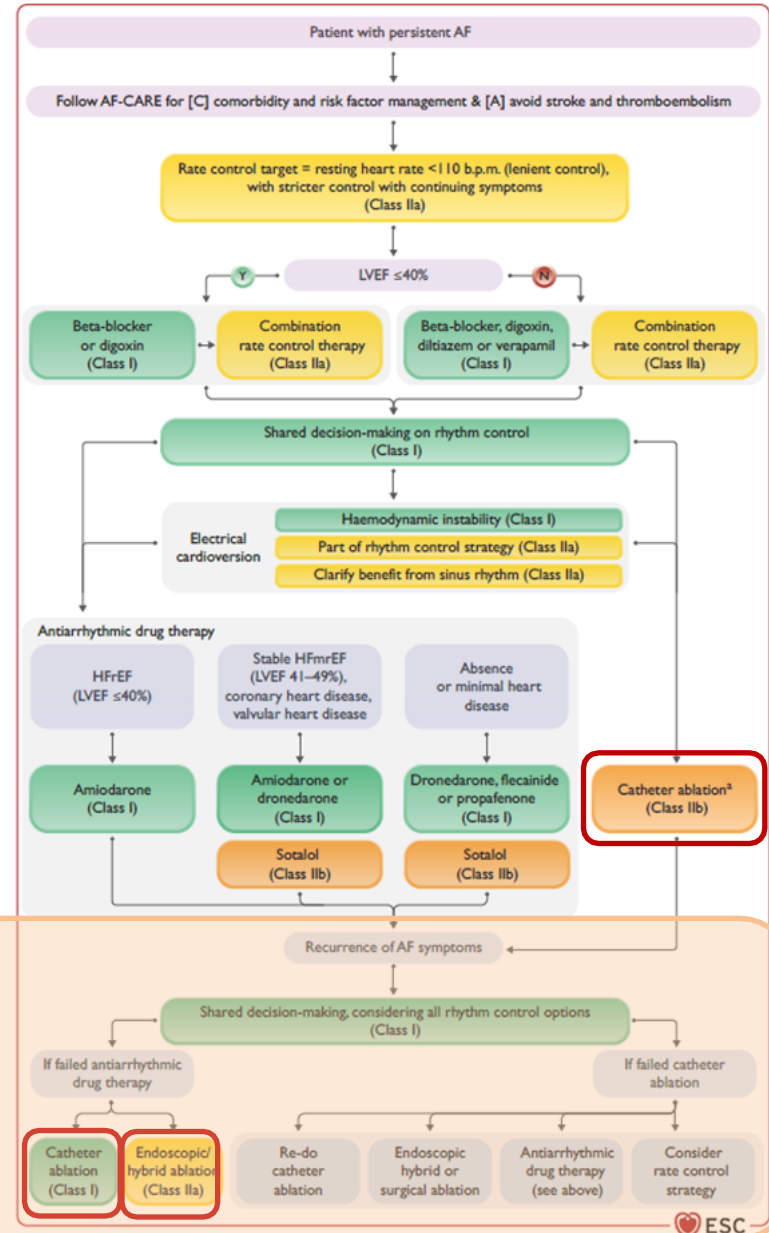 Patient with persistent AF
Follow AF-CARE for [C] comorbidity and risk factor management & [A] avoid stroke and thromboembolism
Rate control target = resting heart rate <110 b.p.m. (lenient control),
with stricter control with continuing symptoms
(Class IIa)
Y
LVEF ≤40%
N
Beta-blocker
or digoxin
(Class I)
Combination
rate control therapy
(Class IIa)
Beta-blocker, digoxin,
diltiazem or verapamil
(Class I)
Combination
rate control therapy
(Class IIa)
Shared decision-making on rhythm control
(Class I)
Electrical
cardioversion
Haemodynamic instability (Class I)
Part of rhythm control strategy (Class IIa)
Clarify benefit from sinus rhythm (Class IIa)
Antiarrhythmic drug therapy
HFrEF
(LVEF ≤40%)
Stable HFmrEF
(LVEF 41–49%),
coronary heart disease,
valvular heart disease
Absence
or minimal heart
disease
Amiodarone
(Class I)
Amiodarone or
dronedarone
(Class I)
Dronedarone, flecainide
or propafenone
(Class I)
Catheter ablationª
(Class IIb)
Sotalol
(Class IIb)
Sotalol
(Class IIb)
Recurrence of AF symptoms
Shared decision-making, considering all rhythm control options
(Class I)
If failed antiarrhythmic
drug therapy
If failed catheter
ablation
Catheter
ablation
(Class I)
Endoscopic/
hybrid ablation
(Class IIa)
Re-do
catheter
ablation
Endoscopic
hybrid or
surgical ablation
Antiarrhythmic
drug therapy
(see above)
Consider
rate control
strategy
ESC